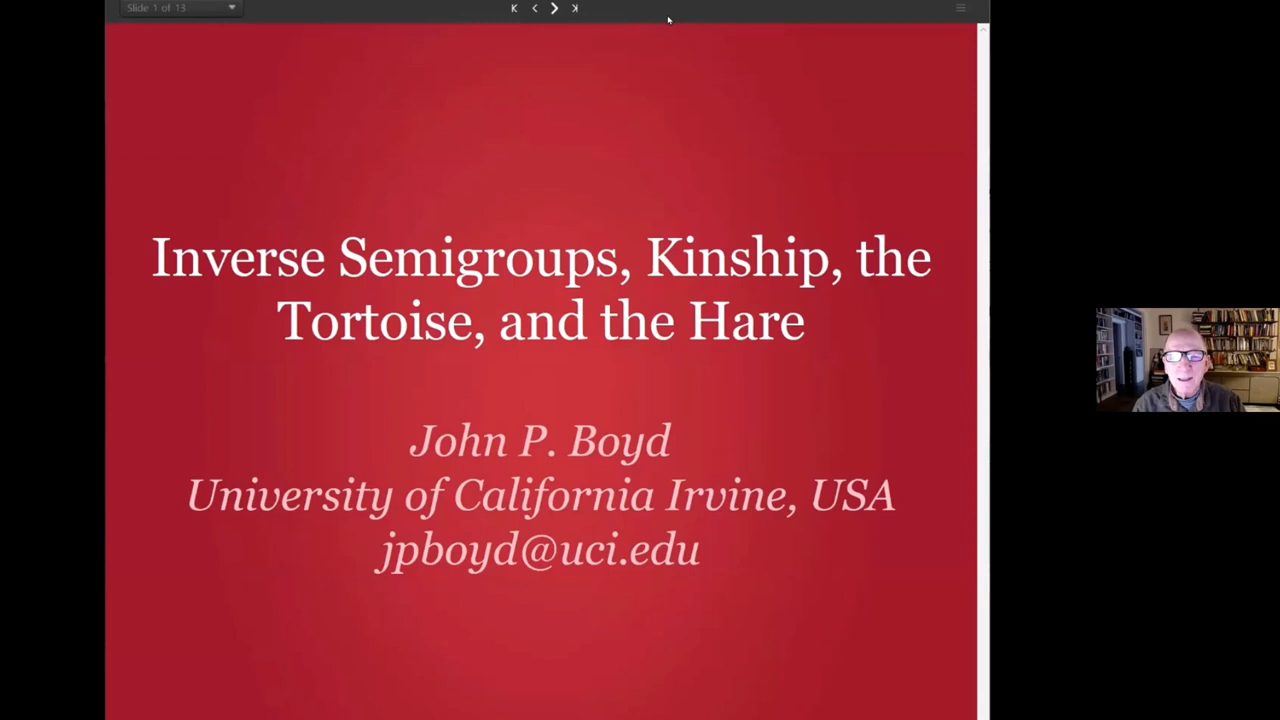 Slide 1 of 13
Inverse Semigroups, Kinship, the
Tortoise, and the Hare
John P. Boyd
University of California Irvine, USA
jpboyd@uci.edu